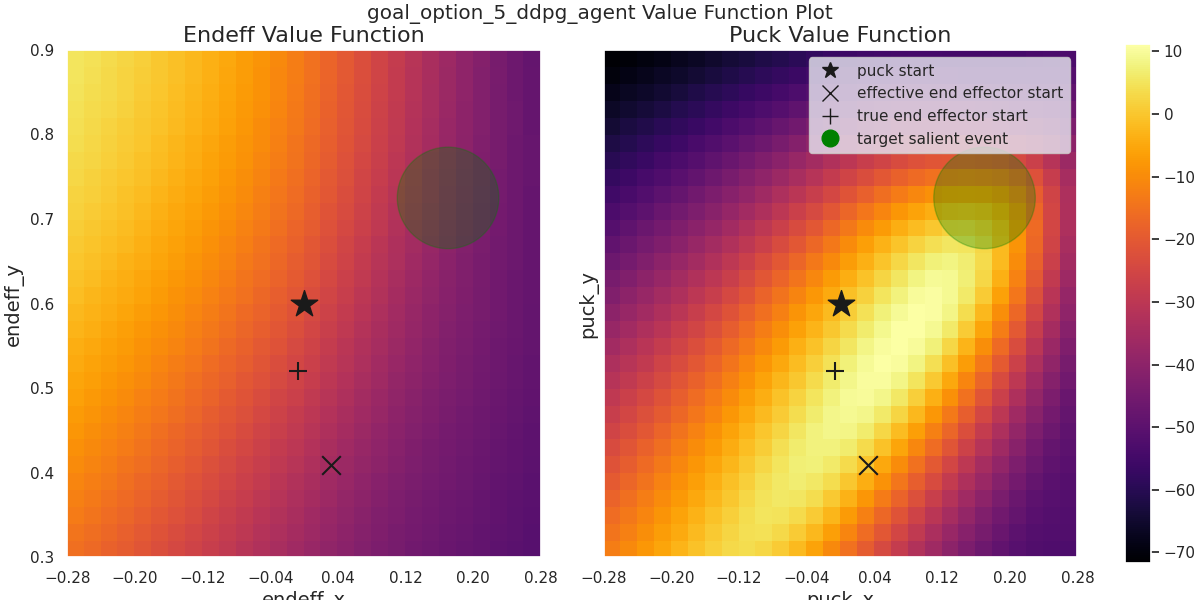 goal_option_5_ddpg_agent Value Function Plot
Endeff Value Function
Puck Value Function
puck start
effective end effector start
true end effector start
target salient event
0.9
0.8
0.7
0.6
0.5
0.4
0.3
endeff_y
−0.28 −0.20 −0.12 −0.04 0.04 0.12 0.20 0.28
endeff_x
puck_y
−0.28 −0.20 −0.12 −0.04 0.04 0.12 0.20 0.28
puck_x
10
0
−10
−20
−30
−40
−50
−60
−70